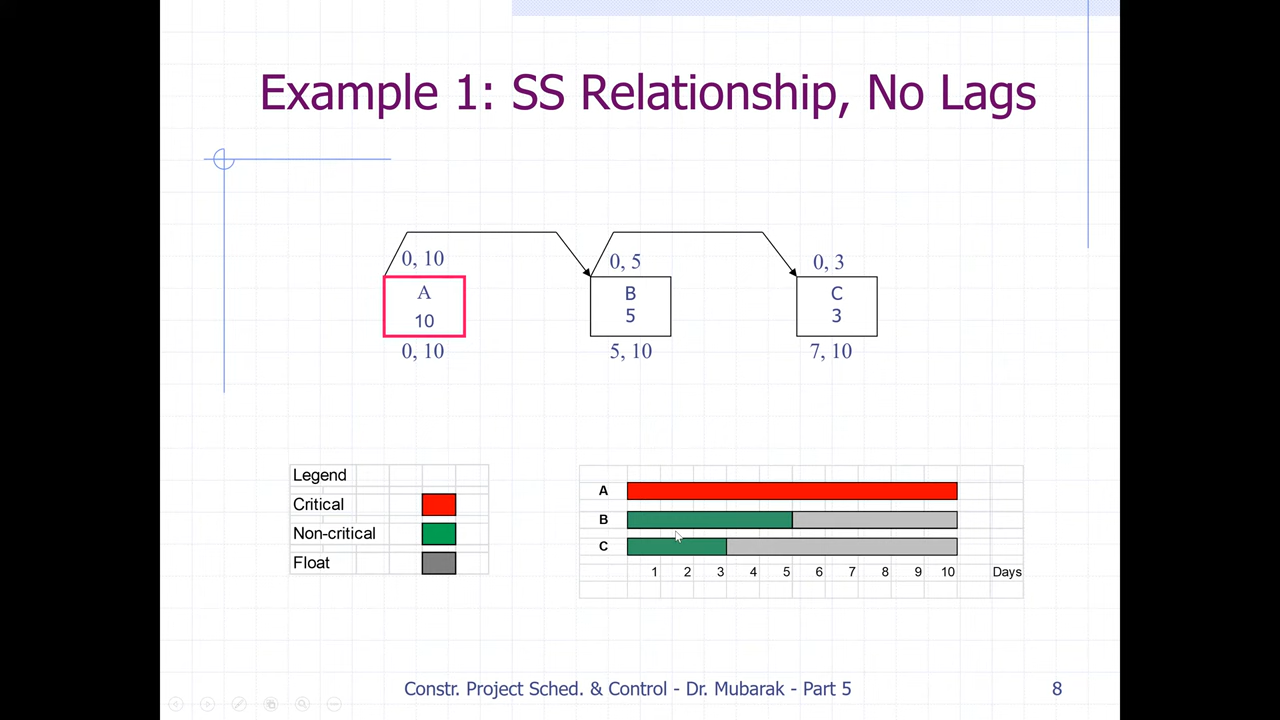 Example 1: SS Relationship, No Lags
0, 10
0, 5
0, 3
A
B
C
10
5
3
0, 10
5, 10
7, 10
Legend
Critical
Non-critical
Float
A
B
C
1 2 3 4 5 6 7 8 9 10 Days
Constr. Project Sched. & Control - Dr. Mubarak - Part 5
8